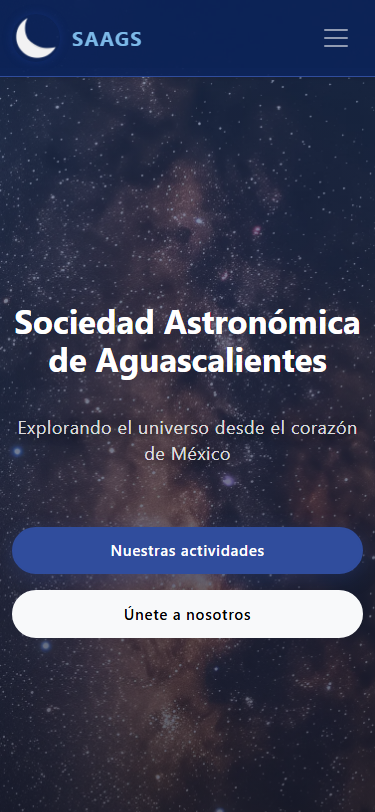 SAAGS
Sociedad Astronómica
de Aguascalientes
Explorando el universo desde el corazón
de México
Nuestras actividades
Únete a nosotros